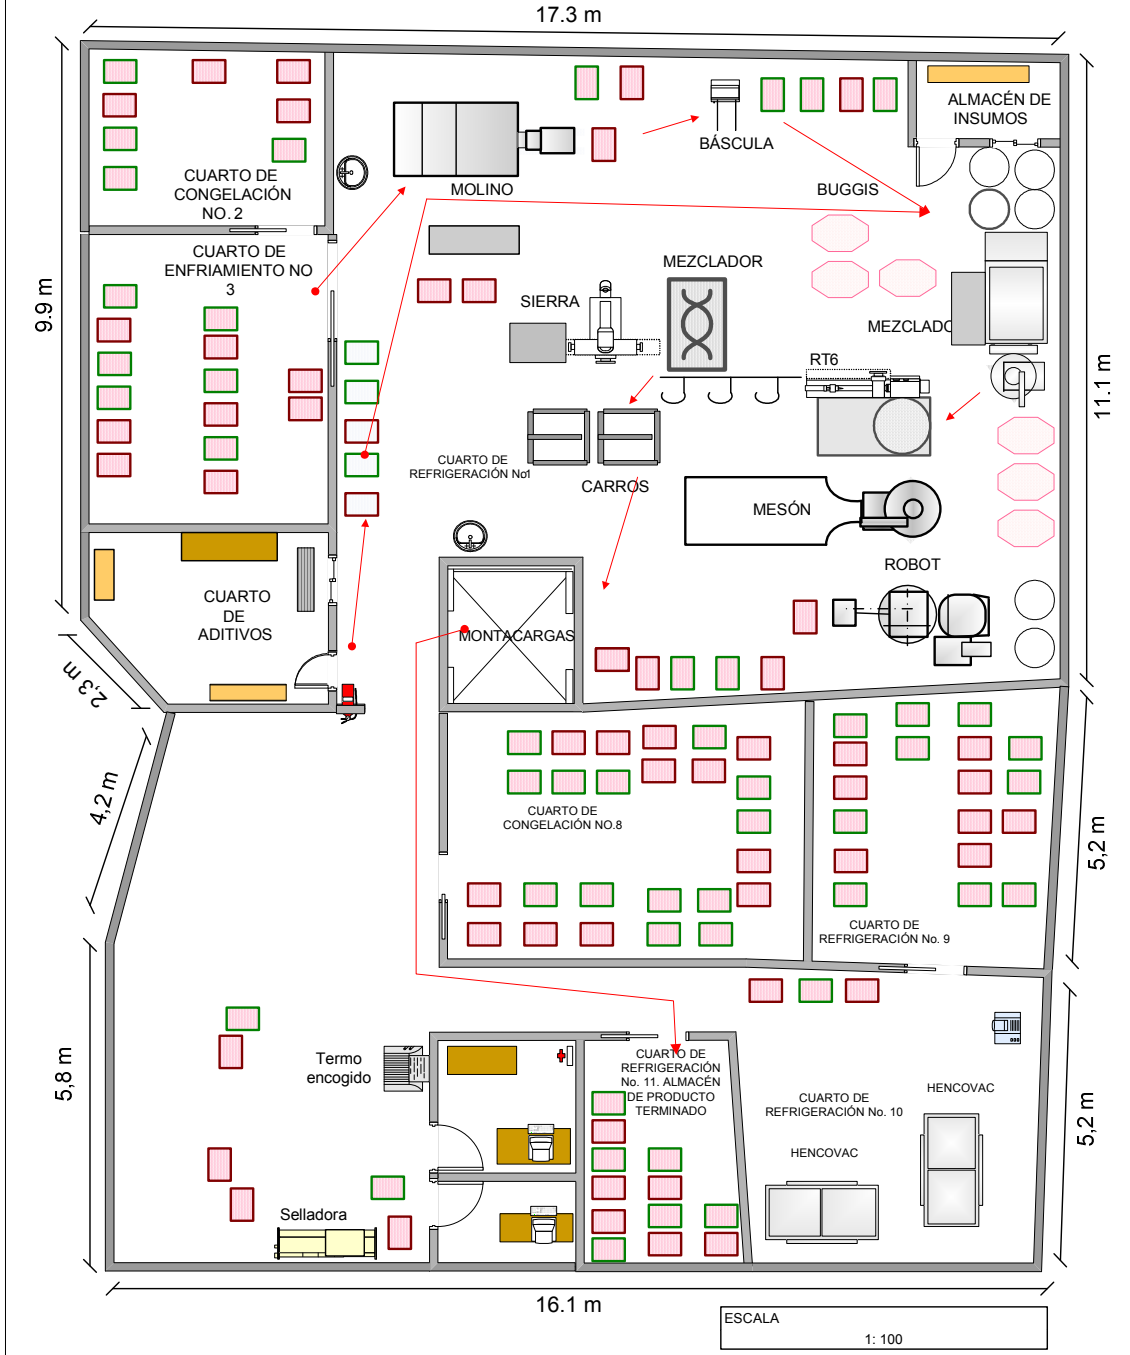 17.3 m
ALMACÉN DE
INSUMOS
BÁSCULA
CUARTO DE
CONGELACIÓN
NO. 2
MOLINO
BUGGIS
CUARTO DE
ENFRIAMIENTO NO
3
MEZCLADOR
SIERRA
9.9 m
MEZCLADC
RT6
11.1 m
CUARTO DE
REFRIGERACIÓN No1
CARROS
MESÓN
ROBOT
CUARTO
DE
ADITIVOS
MONTACARGAS
2,3 m
4,2 m
CUARTO DE
CONGELACIÓN NO.8
5,2 m
CUARTO DE
REFRIGERACIÓN No. 9
5,8 m
Termo
encogido
CUARTO DE
REFRIGERACIÓN
No. 11. ALMACÉN
DE PRODUCTO
TERMINADO
HENCOVAC
CUARTO DE
REFRIGERACIÓN No. 10
5,2 m
HENCOVAC
Selladora
16.1 m
ESCALA
1: 100